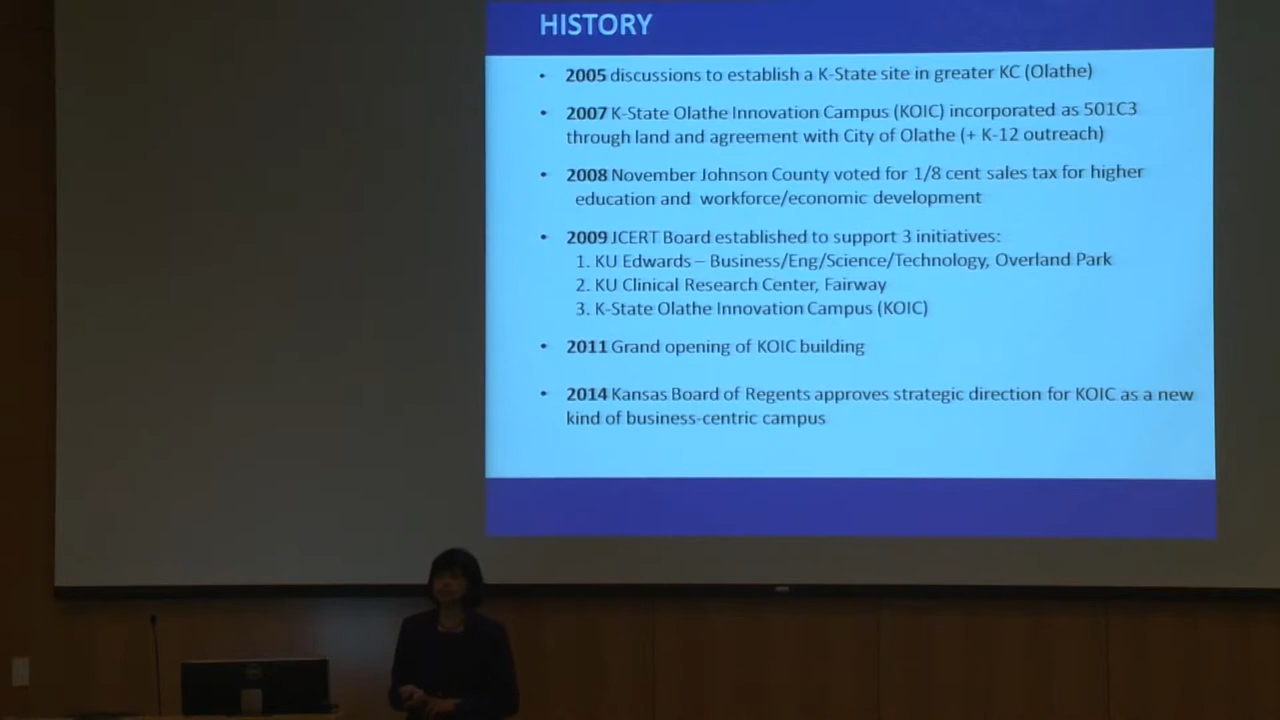 HISTORY
• 2005 discussions to establish a K-State site in greater KC (Olathe)
• 2007 K-State Olathe Innovation Campus (KOIC) incorporated as 501C3
through land and agreement with City of Olathe (+ K-12 outreach)
• 2008 November Johnson County voted for 1/8 cent sales tax for higher
education and workforce/economic development
• 2009 JCERT Board established to support 3 initiatives:
1. KU Edwards – Business/Eng/Science/Technology, Overland Park
2. KU Clinical Research Center, Fairway
3. K-State Olathe Innovation Campus (KOIC)
• 2011 Grand opening of KOIC building
• 2014 Kansas Board of Regents approves strategic direction for KOIC as a new
kind of business-centric campus